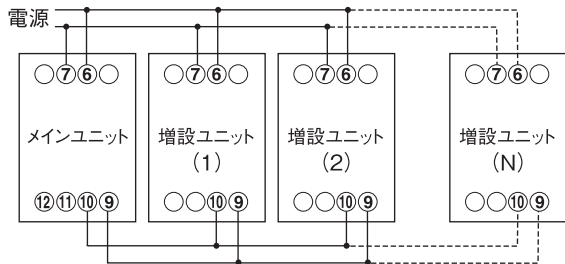 電源
⑦⑥ ⑦⑥ ⑦⑥ ⑦⑥
メインユニット 増設ユニット 増設ユニット 増設ユニット
(1) (2) (N)
⑫⑪⑩⑨ ⑩⑨ ⑩⑨ ⑩⑨